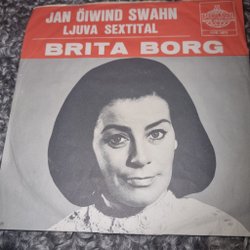 JAN ÖIWIND SWAHN
LJUVA SEXTITAL
BRITA BORG